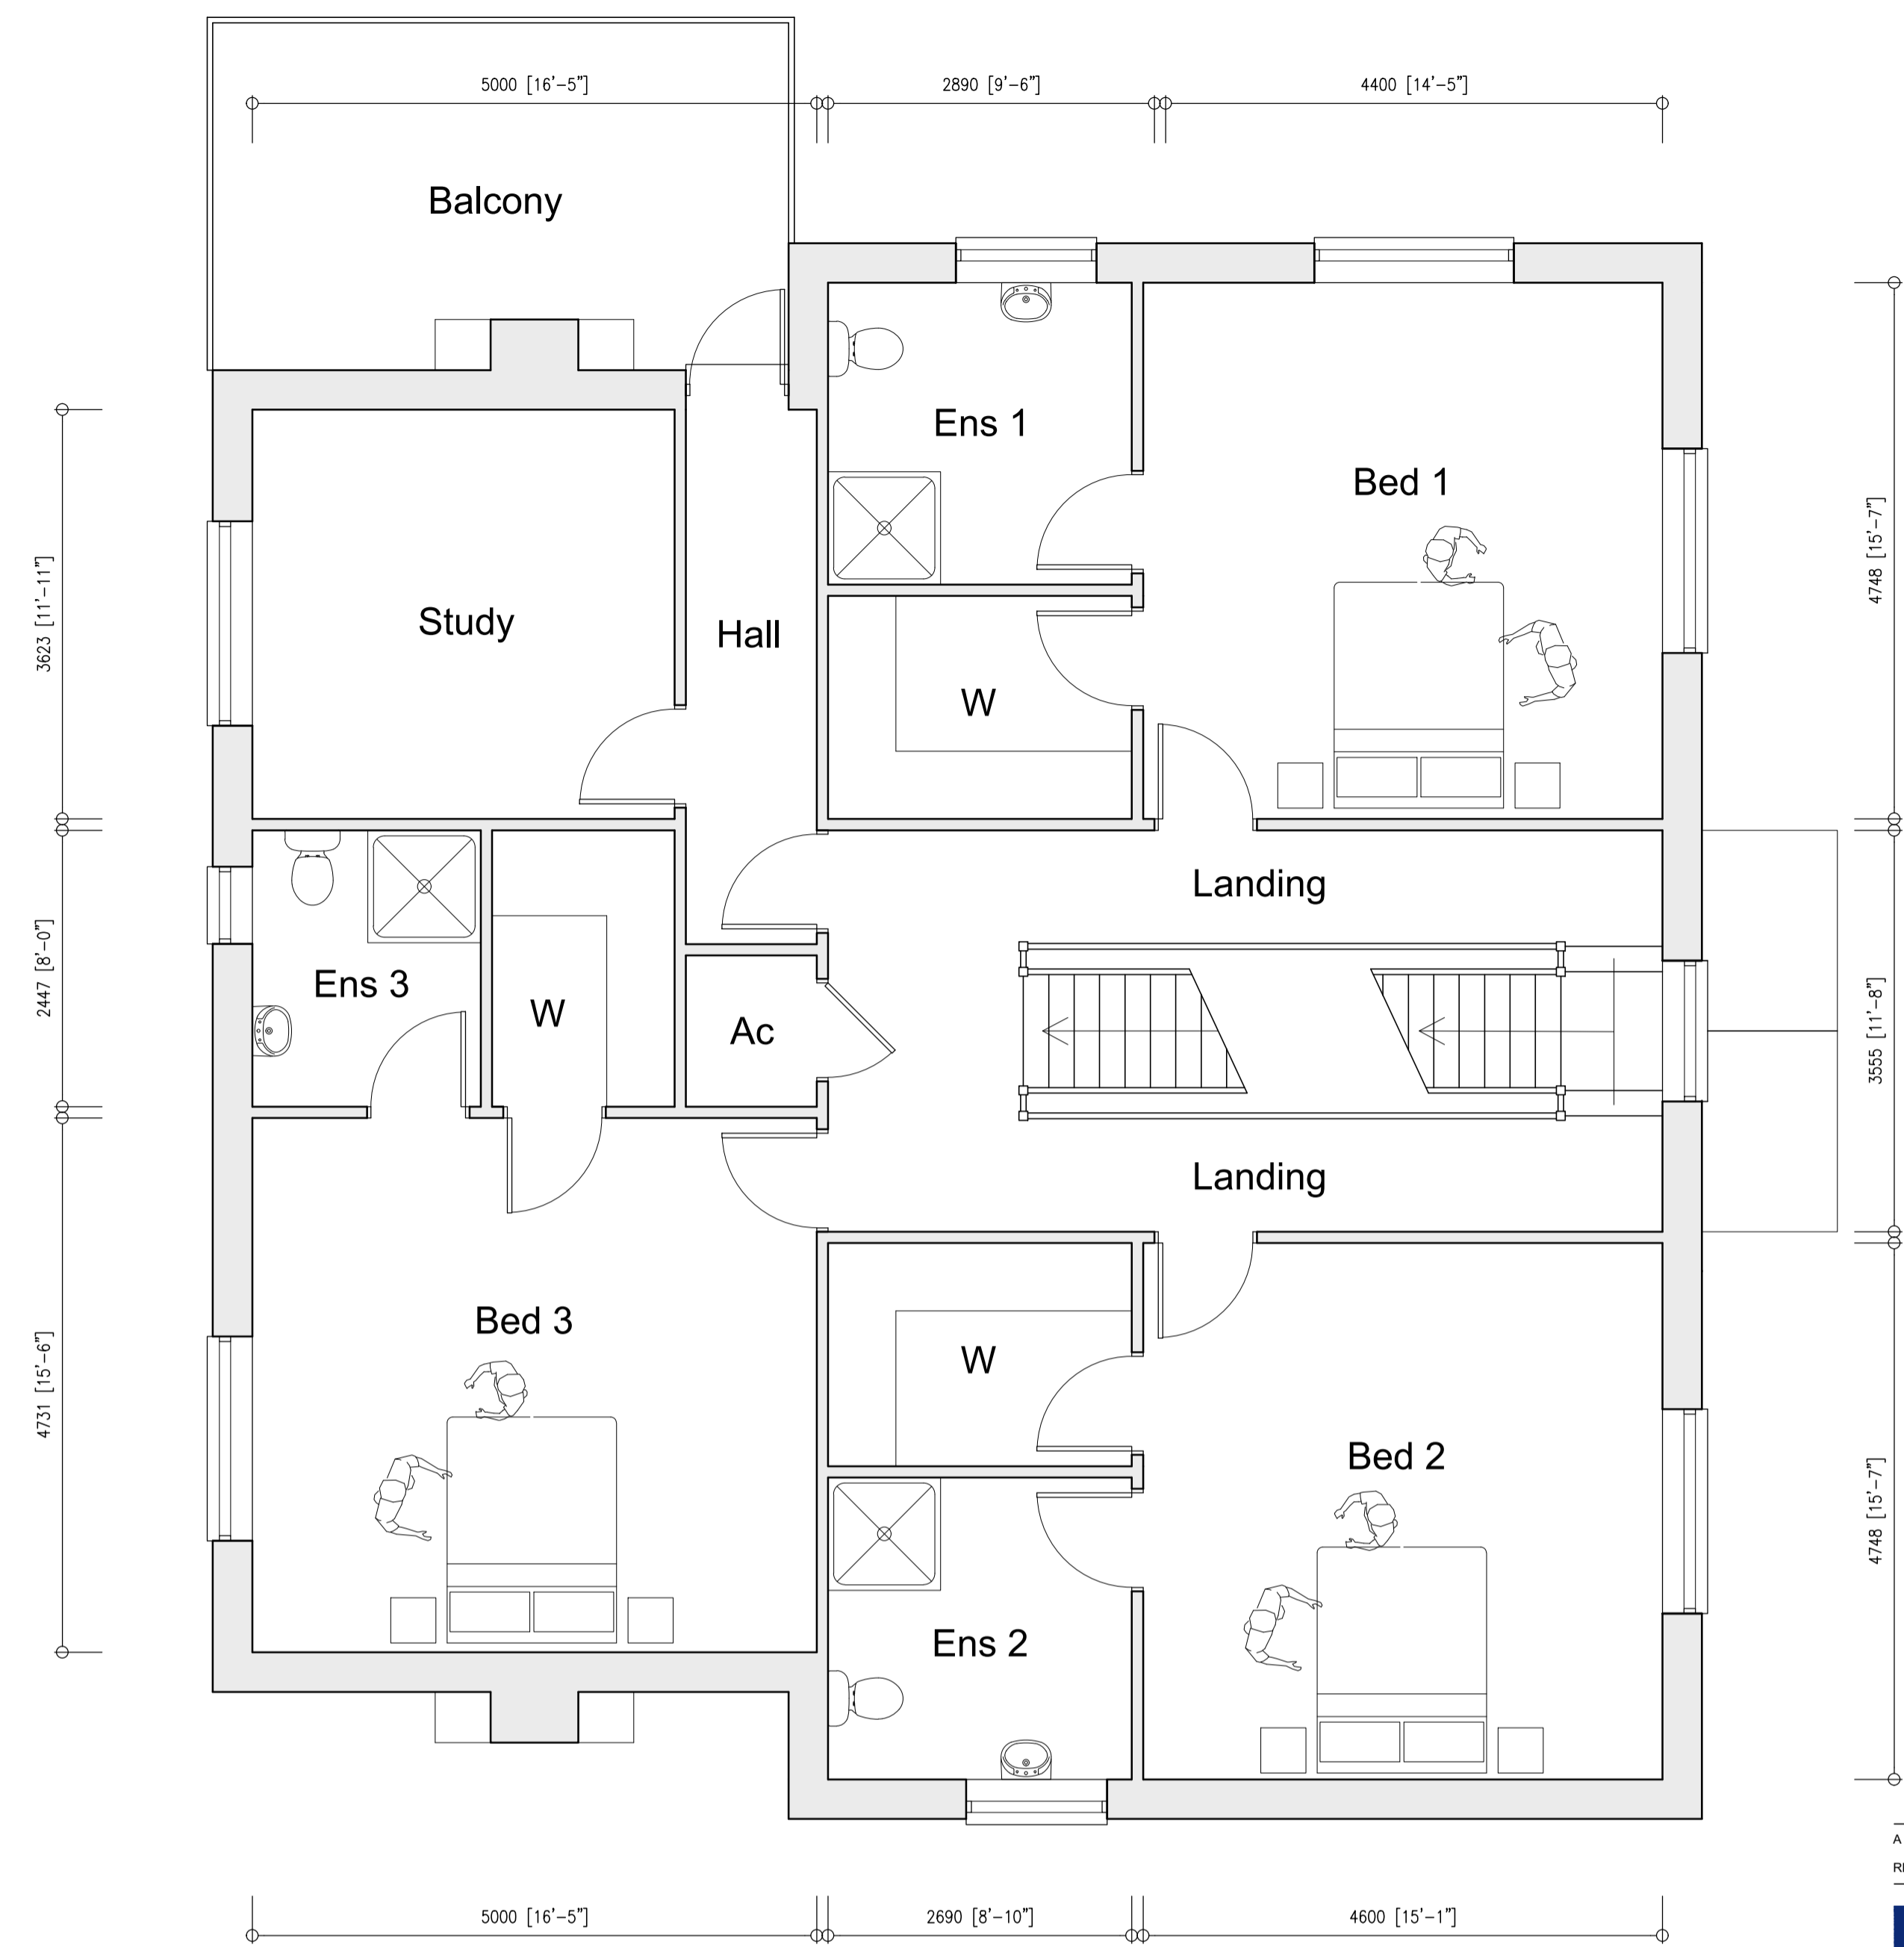 5000 [16'-5"]
2890 [9'-6"]
4400 [14'-5"]
Balcony
Ens 1
Bed 1
4748 [15'-7"]
3623 [11'-11"]
Study
Hall
W
Landing
2447 [8'-0"]
Ens 3
W
Ac
3555 [11'-8"]
Landing
4731 [15'-6"]
Bed 3
W
Bed 2
4748 [15'-7"]
Ens 2
A
5000 [16'-5"]
2690 [8'-10"]
4600 [15'-1"]